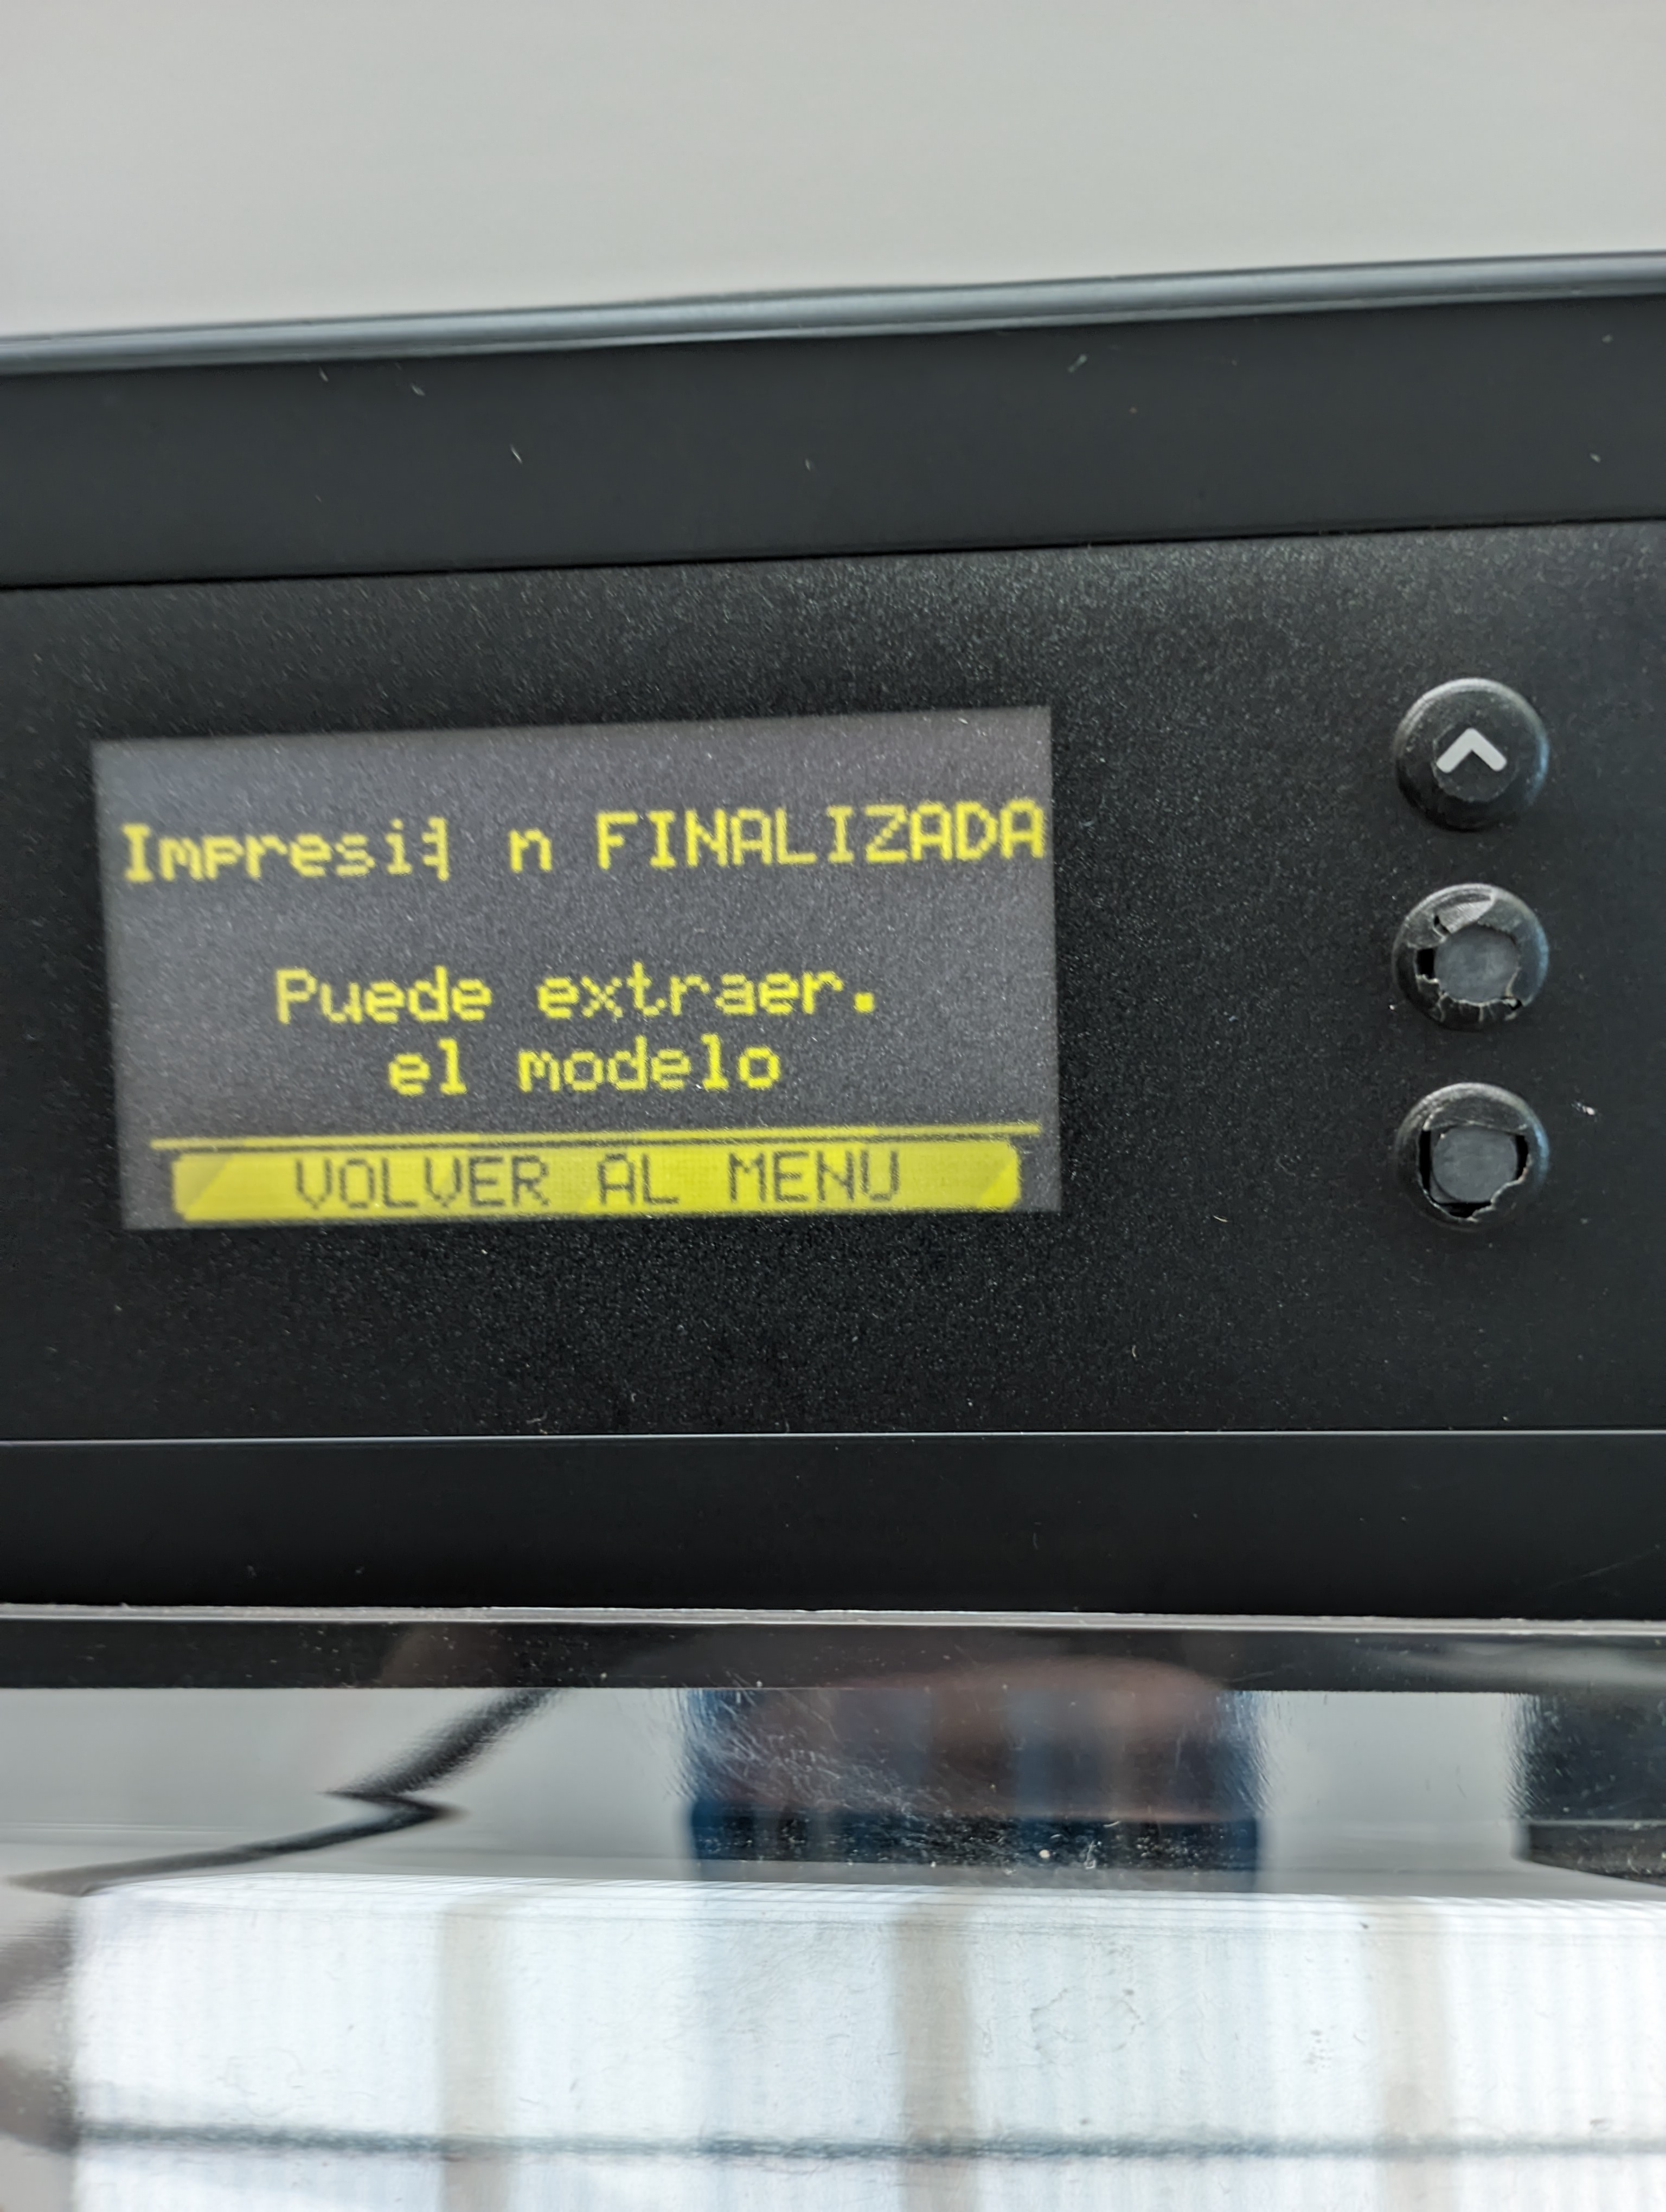 Impresi╡ n FINALIZADA
Puede extraer.
el modelo
VOLVER AL MENU